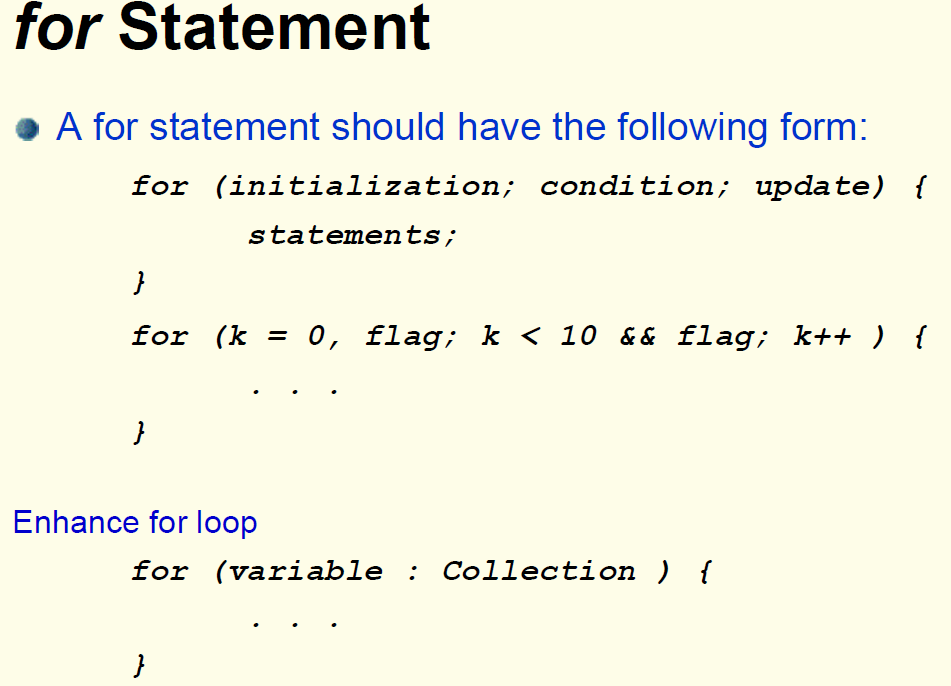 for Statement
A for statement should have the following form:
for (initialization; condition; update) {
statements;
}
for (k = 0, flag; k < 10 && flag; k++ ) {
. . .
}
Enhance for loop
for (variable : Collection ) {
. . .
}